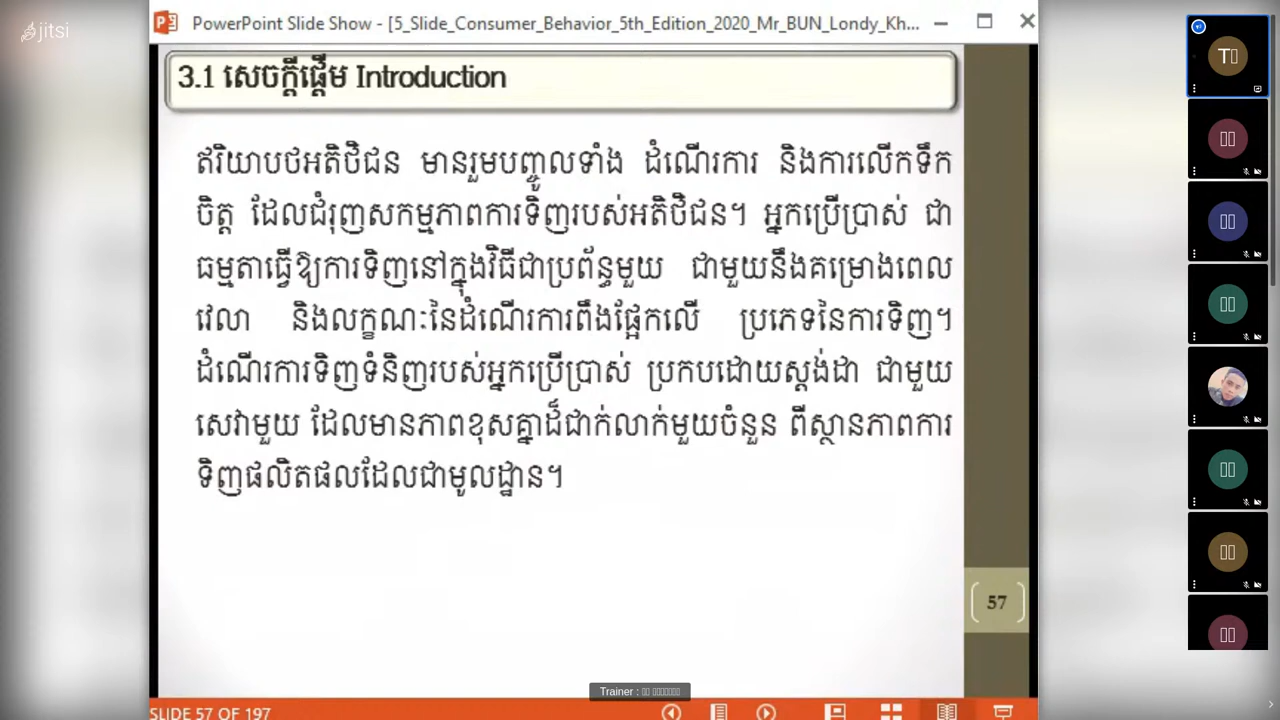 jitsi
PowerPoint Slide Show - [5_Slide_Consumer_Behavior_5th_Edition_2020_Mr_BUN_Londy_Kh...
3.1 សេចក្តីផ្តើម Introduction
ឥរិយាបថអតិថិជន មានរួមបញ្ចូលទាំង ដំណើរការ និងការលើកទឹក
ចិត្ត ដែលជំរុញសកម្មភាពការទិញរបស់អតិថិជន។ អ្នកប្រើប្រាស់ ជា
ធម្មតាធ្វើឱ្យការទិញនៅក្នុងវិធីជាប្រព័ន្ធមួយ ជាមួយនឹងគម្រោងពេល
វេលា និងលក្ខណៈនៃដំណើរការពឹងផ្អែកលើ ប្រភេទនៃការទិញ។
ដំណើរការទិញទំនិញរបស់អ្នកប្រើប្រាស់ ប្រកបដោយស្តង់ដា ជាមួយ
សេវាមួយ ដែលមានភាពខុសគ្នាដ៏ជាក់លាក់មួយចំនួន ពីស្ថានភាពការ
ទិញផលិតផលដែលជាមូលដ្ឋាន។
57
Trainer :
SLIDE 57 OF 197
T